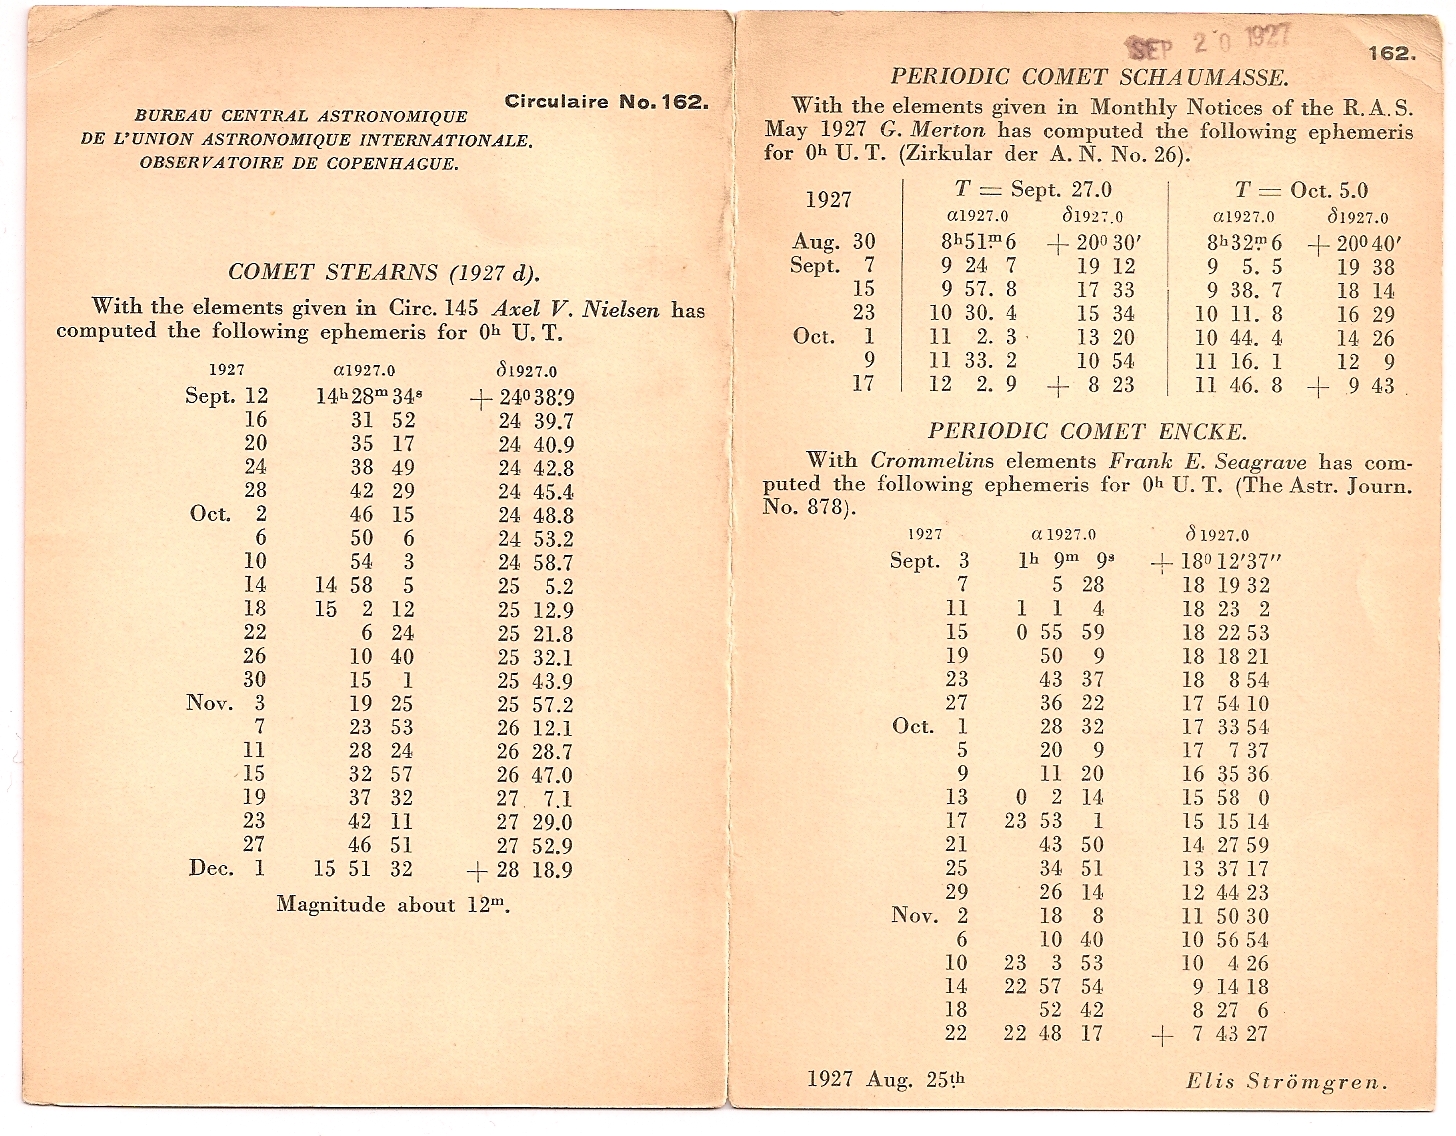 Circulaire No. 162.
BUREAU CENTRAL ASTRONOMIQUE
DE L'UNION ASTRONOMIQUE INTERNATIONALE.
OBSERVATOIRE DE COPENHAGUE.
COMET STEARNS (1927 d).
With the elements given in Circ. 145 Axel V. Nielsen has
computed the following ephemeris for 0ʰ U. T.
1927 α1927.0 δ1927.0
Sept. 12 14ʰ28ᵐ34ˢ +24°38.′9
16 31 52 24 39.7
20 35 17 24 40.9
24 38 49 24 42.8
28 42 29 24 45.4
Oct. 2 46 15 24 48.8
6 50 6 24 53.2
10 54 3 24 58.7
14 14 58 5 25 5.2
18 15 2 12 25 12.9
22 6 24 25 21.8
26 10 40 25 32.1
30 15 1 25 43.9
Nov. 3 19 25 25 57.2
7 23 53 26 12.1
11 28 24 26 28.7
15 32 57 26 47.0
19 37 32 27 7.1
23 42 11 27 29.0
27 46 51 27 52.9
Dec. 1 15 51 32 + 28 18.9
Magnitude about 12ᵐ.
SEP 20 1927
162.
PERIODIC COMET SCHAUMASSE.
With the elements given in Monthly Notices of the R. A. S.
May 1927 G. Merton has computed the following ephemeris
for 0ʰ U. T. (Zirkular der A. N. No. 26).
1927 T = Sept. 27.0 T = Oct. 5.0
α1927.0 δ1927.0 α1927.0 δ1927.0
Aug. 30 8ʰ51ᵐ6 + 20°30′ 8ʰ32ᵐ6 + 20°40′
Sept. 7 9 24 7 19 12 9 5. 5 19 38
15 9 57. 8 17 33 9 38. 7 18 14
23 10 30. 4 15 34 10 11. 8 16 29
Oct. 1 11 2. 3 13 20 10 44. 4 14 26
9 11 33. 2 10 54 11 16. 1 12 9
17 12 2. 9 + 8 23 11 46. 8 + 9 43
PERIODIC COMET ENCKE.
With Crommelins elements Frank E. Seagrave has com-
puted the following ephemeris for 0ʰ U. T. (The Astr. Journ.
No. 878).
1927 α1927.0 δ1927.0
Sept. 3 1ʰ 9ᵐ 9ˢ + 18°12′37″
7 5 28 18 19 32
11 1 1 4 18 23 2
15 0 55 59 18 22 53
19 50 9 18 18 21
23 43 37 18 8 54
27 36 22 17 54 10
Oct. 1 28 32 17 33 54
5 20 9 17 7 37
9 11 20 16 35 36
13 0 2 14 15 58 0
17 23 53 1 15 15 14
21 43 50 14 27 59
25 34 51 13 37 17
29 26 14 12 44 23
Nov. 2 18 8 11 50 30
6 10 40 10 56 54
10 23 3 53 10 4 26
14 22 57 54 9 14 18
18 52 42 8 27 6
22 22 48 17 + 7 43 27
1927 Aug. 25th Elis Strömgren.